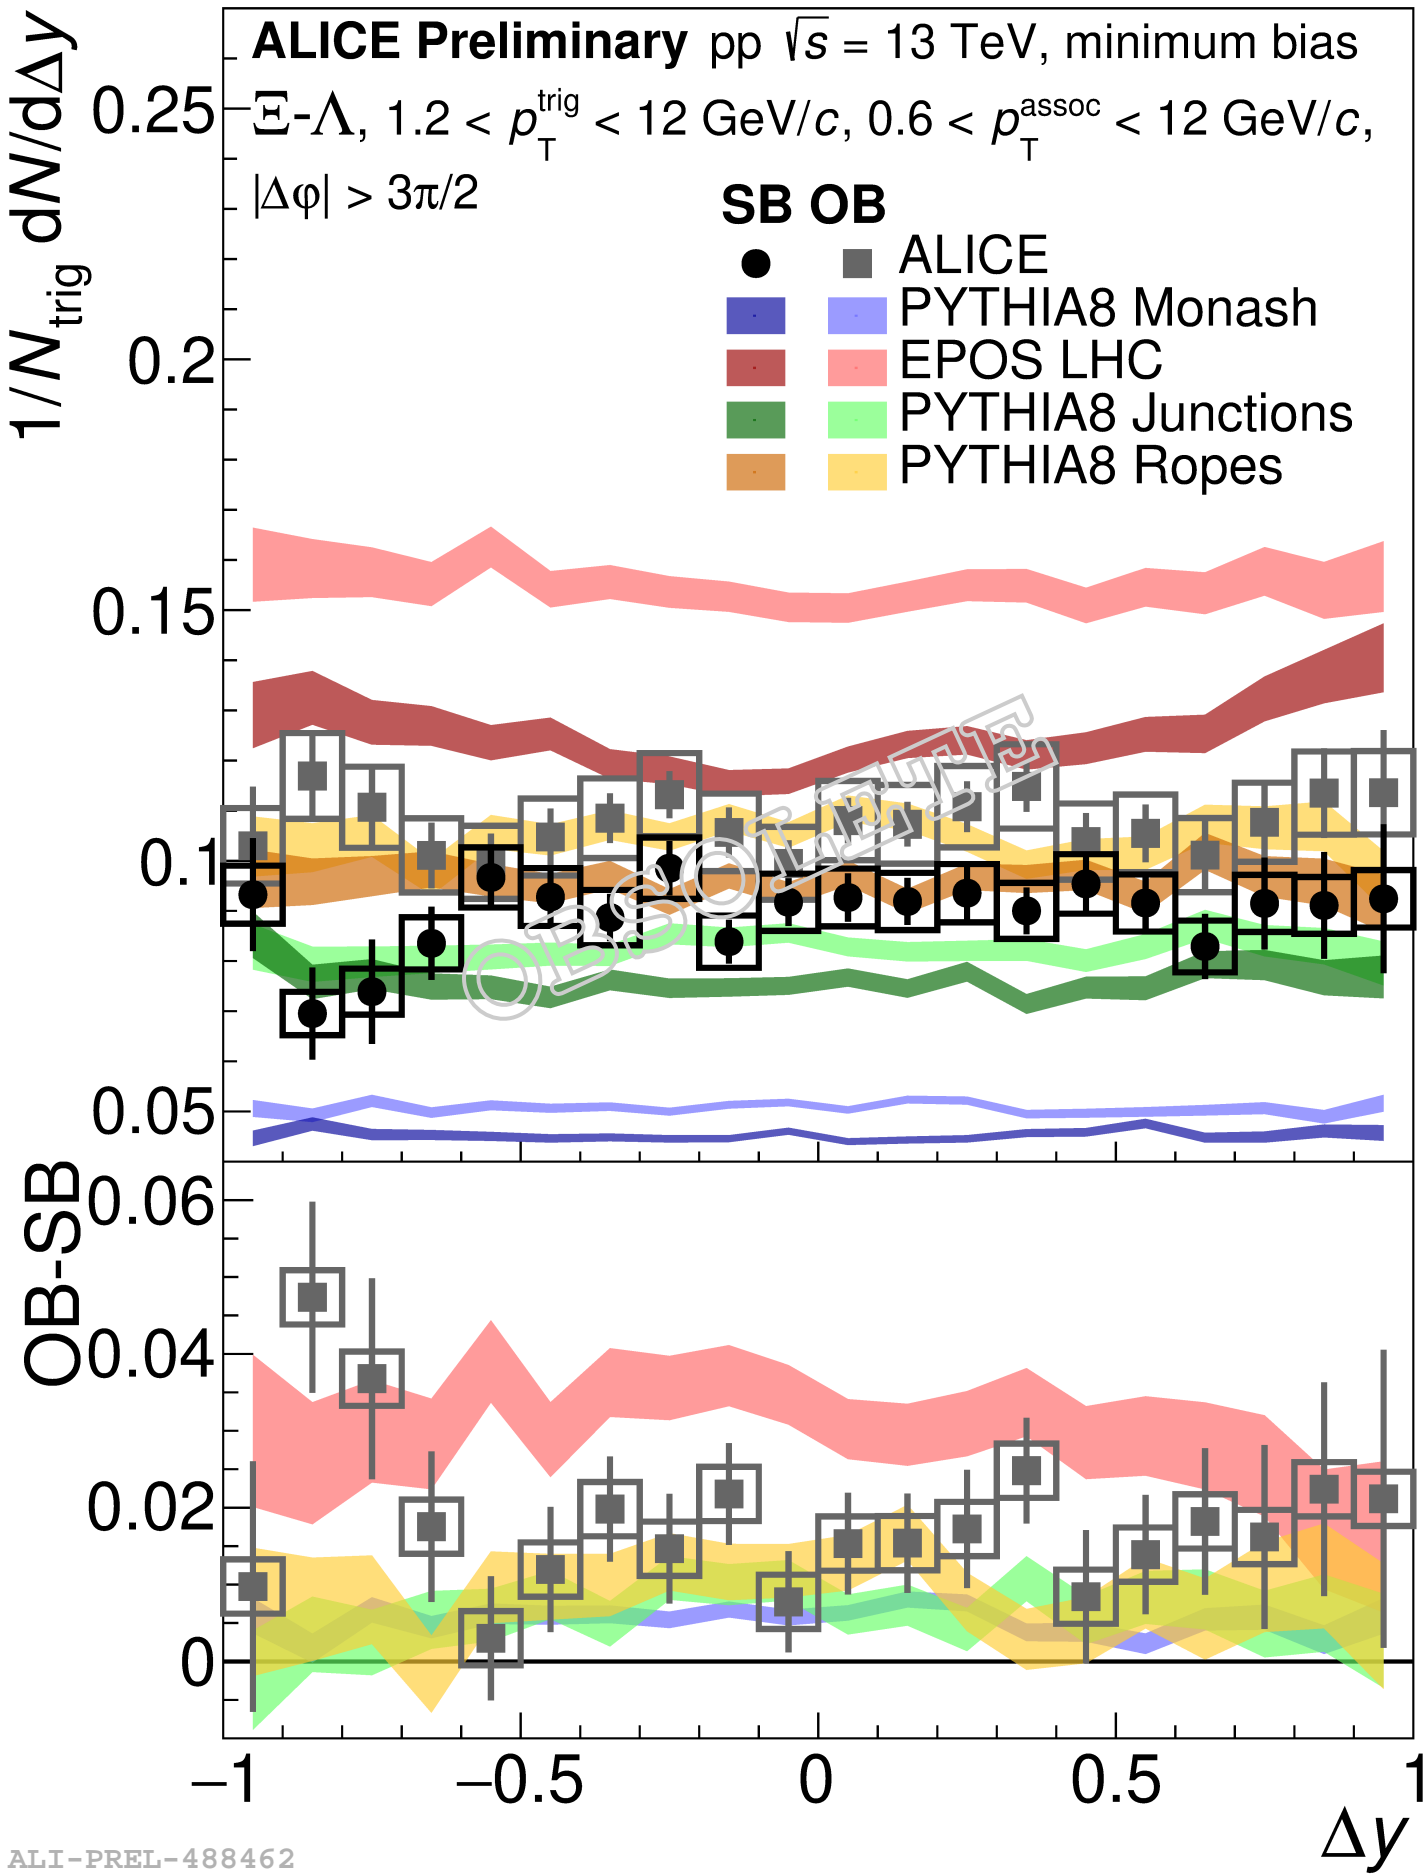 ALICE Preliminary pp √s = 13 TeV, minimum bias
Ξ-Λ, 1.2 < p_T^trig < 12 GeV/c, 0.6 < p_T^assoc < 12 GeV/c,
|Δφ| > 3π/2
SB OB
ALICE
PYTHIA8 Monash
EPOS LHC
PYTHIA8 Junctions
PYTHIA8 Ropes
1/N_trig dN/dΔy
0.25
0.2
0.15
0.1
0.05
OBSOLETE
OB-SB
0.06
0.04
0.02
0
−1
−0.5
0
0.5
1
Δy
ALI-PREL-488462